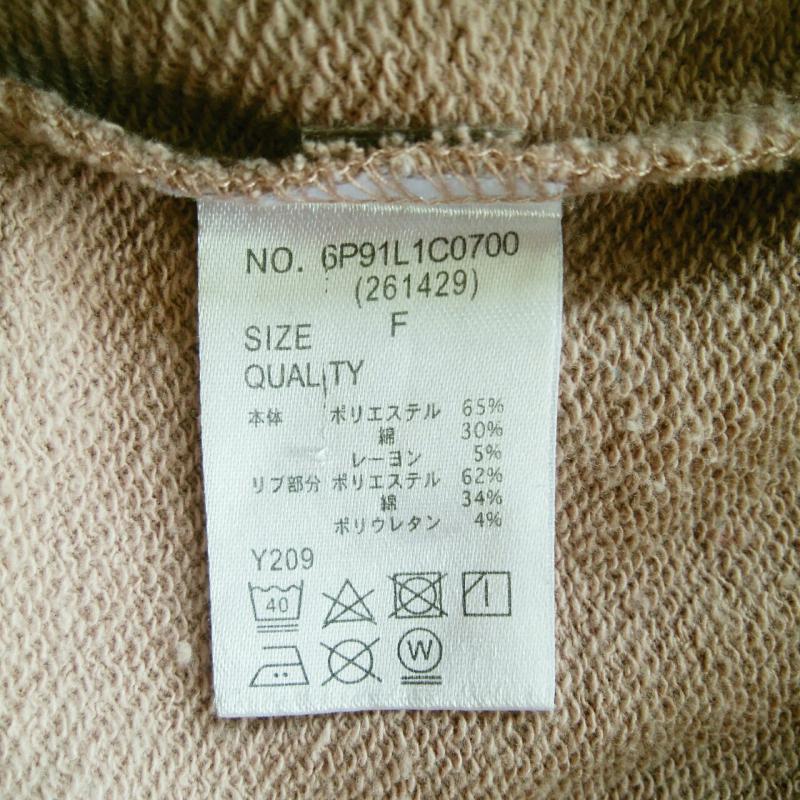 NO. 6P91L1C0700
(261429)
SIZE F
QUALITY
本体 ポリエステル 65%
綿 30%
レーヨン 5%
リブ部分 ポリエステル 62%
綿 34%
ポリウレタン 4%
Y209
40
W